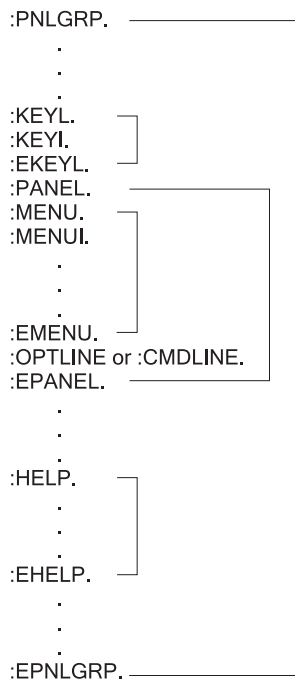 :PNLGRP.
.
.
.
:KEYL.
:KEYI.
:EKEYL.
:PANEL.
:MENU.
:MENUI.
.
.
.
:EMENU.
:OPTLINE or :CMDLINE.
:EPANEL.
.
.
.
:HELP.
.
.
.
:EHELP.
.
.
.
:EPNLGRP.